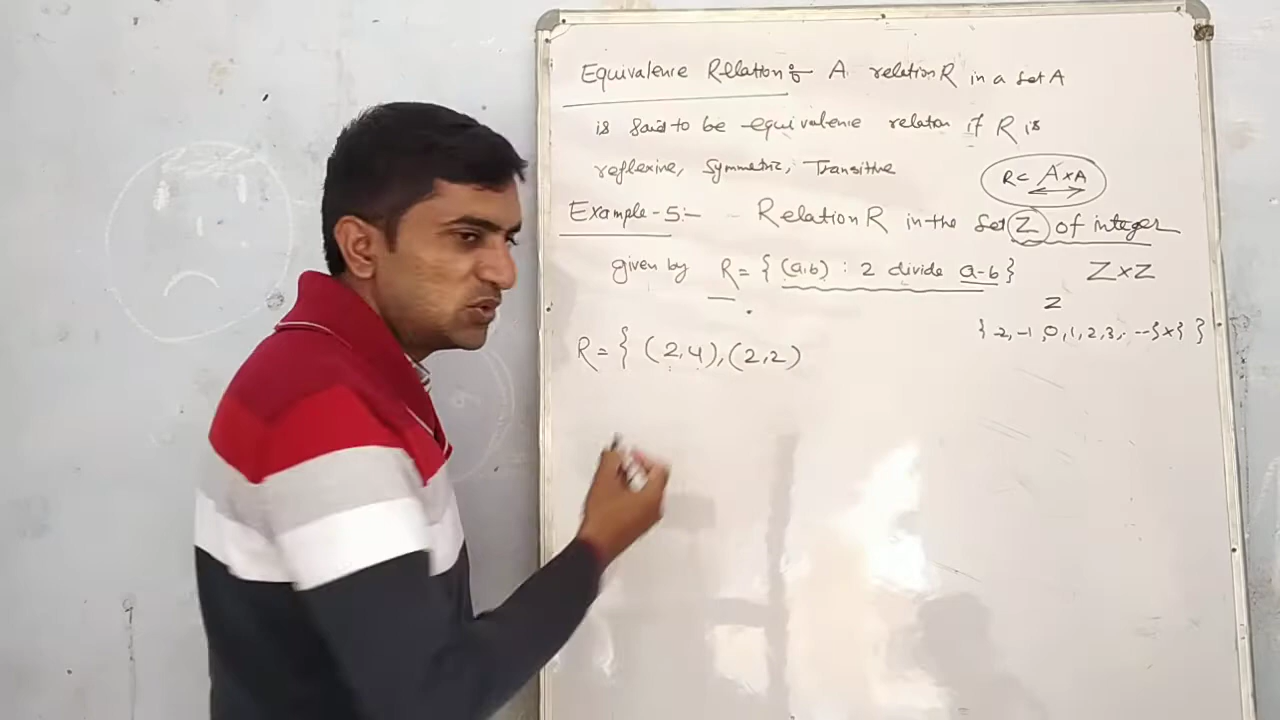 Equivalence Relation:- A relation R in a set A
is said to be equivalence relation if R is
reflexive, Symmetric, Transitive
R⊂ A×A
Example-5:- Relation R in the set Z of integer
given by R = { (a,b) : 2 divide a-b }
Z×Z
Z
{ -2, -1, 0, 1, 2, 3, ---}×{ }
R = { (2,4), (2,2)